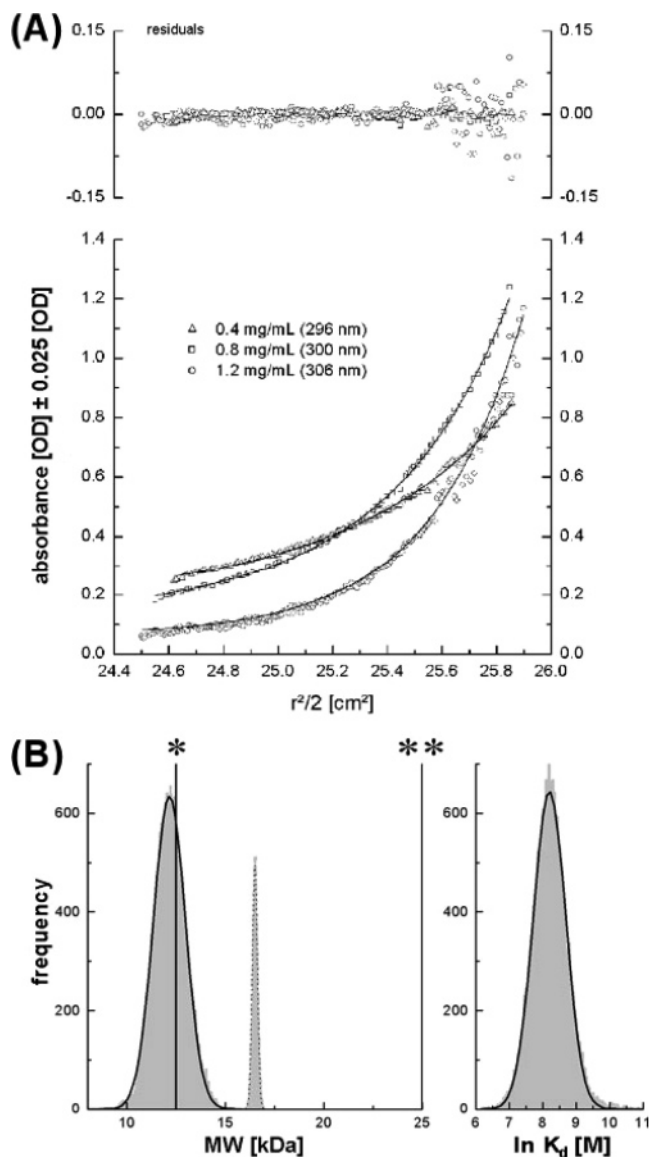 (A)
residuals
0.15 0.15
0.00 0.00
-0.15 -0.15
1.4 1.4
1.2 1.2
1.0 1.0
0.8 0.8
0.6 0.6
0.4 0.4
0.2 0.2
0.0 0.0
absorbance [OD] ± 0.025 [OD]
△ 0.4 mg/mL (296 nm)
□ 0.8 mg/mL (300 nm)
○ 1.2 mg/mL (306 nm)
24.4 24.6 24.8 25.0 25.2 25.4 25.6 25.8 26.0
r²/2 [cm²]
(B)
* **
600 600
400 400
200 200
0 0
frequency
10 15 20 25 6 7 8 9 10 11
MW [kDa] ln K_d [M]